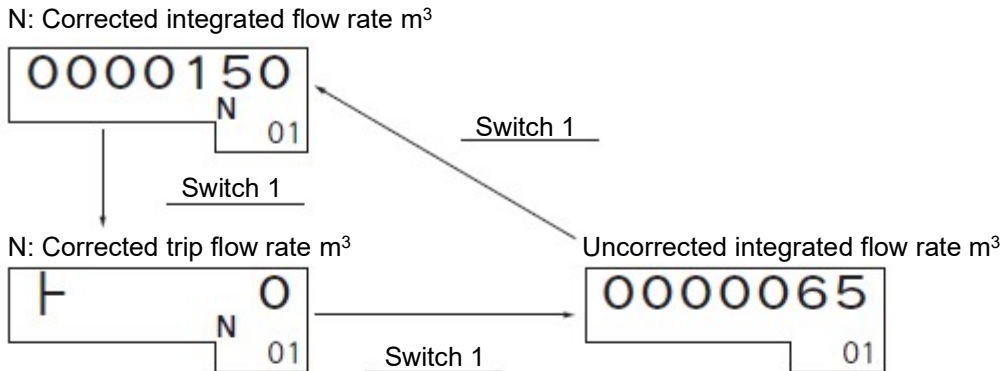 N: Corrected integrated flow rate m³
0000150
N
01
Switch 1
Switch 1
N: Corrected trip flow rate m³
Uncorrected integrated flow rate m³
⊢ 0
N
01
0000065
01
Switch 1